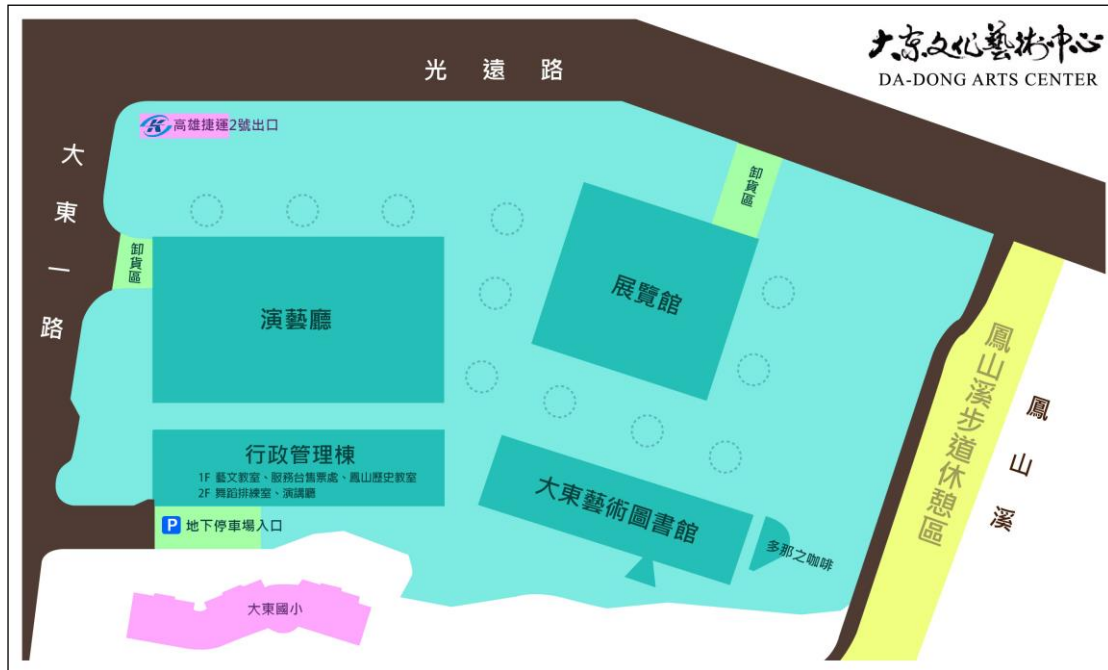 大東文化藝術中心
DA-DONG ARTS CENTER
光遠路
高雄捷運2號出口
大東一路
卸貨區
卸貨區
演藝廳
展覽館
行政管理棟
1F 藝文教室、服務台售票處、鳳山歷史教室
2F 舞蹈排練室、演講廳
P 地下停車場入口
大東藝術圖書館
多那之咖啡
大東國小
鳳山溪步道休憩區
鳳山溪